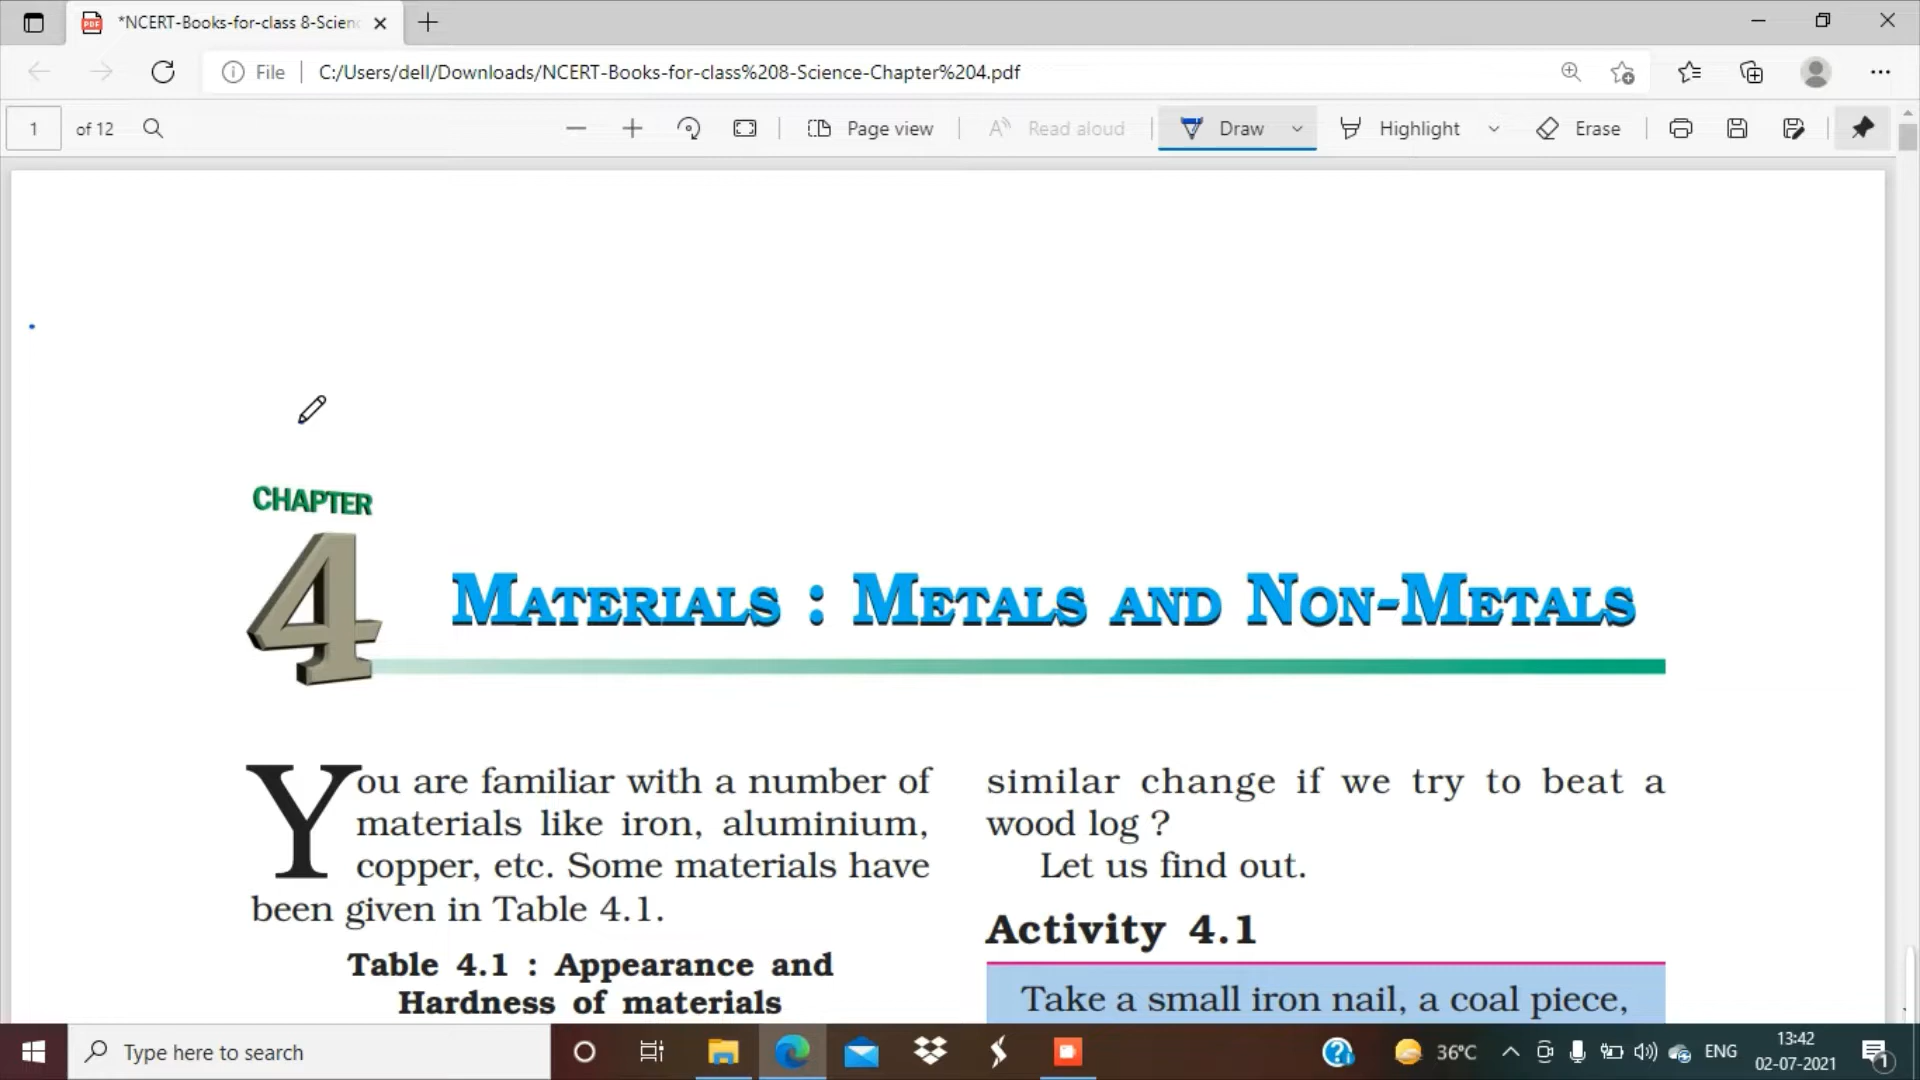 *NCERT-Books-for-class 8-Scien
File
C:/Users/dell/Downloads/NCERT-Books-for-class%208-Science-Chapter%204.pdf
1 of 12
Page view
Read aloud
Draw
Highlight
Erase
CHAPTER
4
MATERIALS : METALS AND NON-METALS
You are familiar with a number of
materials like iron, aluminium,
copper, etc. Some materials have
been given in Table 4.1.
Table 4.1 : Appearance and
Hardness of materials
similar change if we try to beat a
wood log ?
Let us find out.
Activity 4.1
Take a small iron nail, a coal piece,
Type here to search
36°C
ENG
13:42
02-07-2021
1